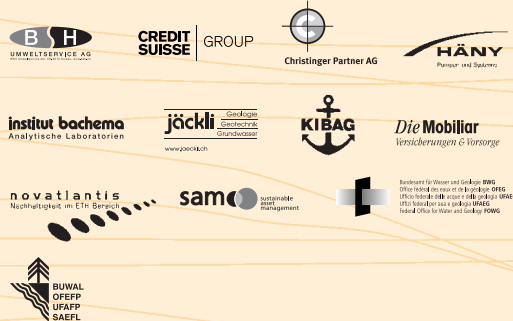 B H
UMWELTSERVICE AG
CREDIT
SUISSE
GROUP
C
Christinger Partner AG
HÄNY
Pumpen und Systeme
institut bachema
Analytische Laboratorien
jäckli
Geologie
Geotechnik
Grundwasser
www.jaeckli.ch
KIBAG
Die Mobiliar
Versicherungen & Vorsorge
novatlantis
Nachhaltigkeit im ETH Bereich
sam
sustainable
asset
management
Bundesamt für Wasser und Geologie BWG
Office fédéral des eaux et de la géologie OFEG
Ufficio federale delle acque e della geologia UFAEG
Uffizi federal per aua e geologia UFAEG
Federal Office for Water and Geology FOWG
BUWAL
OFEFP
UFAFP
SAEFL